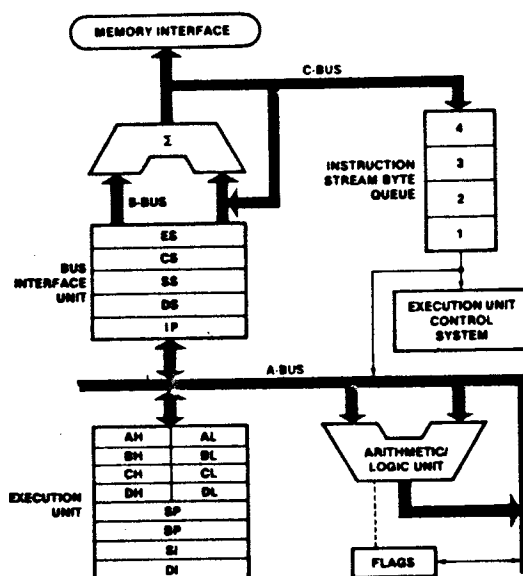 MEMORY INTERFACE
C-BUS
Σ
4
3
2
1
INSTRUCTION
STREAM BYTE
QUEUE
B-BUS
ES
CS
SS
DS
IP
BUS
INTERFACE
UNIT
EXECUTION UNIT
CONTROL
SYSTEM
A-BUS
AH AL
BH BL
CH CL
DH DL
SP
BP
SI
DI
EXECUTION
UNIT
ARITHMETIC/
LOGIC UNIT
FLAGS